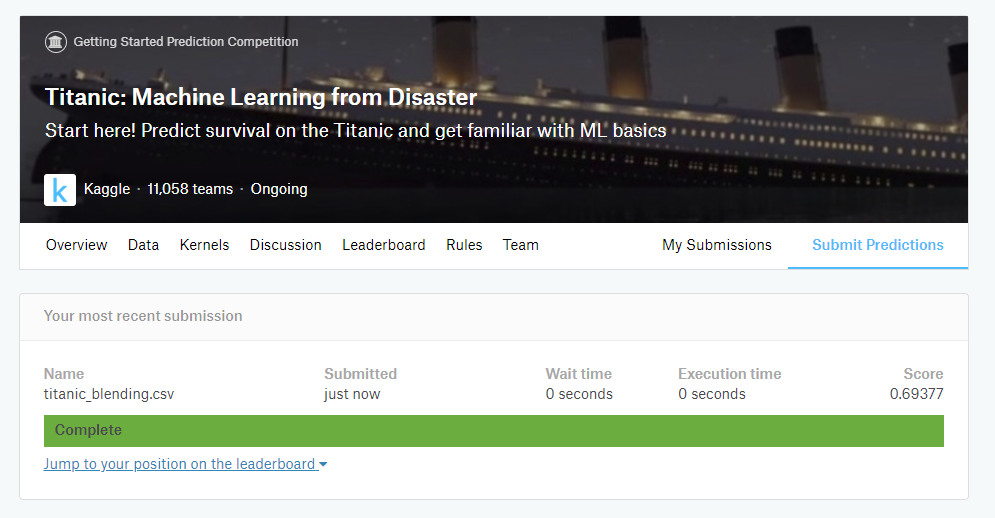 Getting Started Prediction Competition
Titanic: Machine Learning from Disaster
Start here! Predict survival on the Titanic and get familiar with ML basics
k Kaggle · 11,058 teams · Ongoing
Overview Data Kernels Discussion Leaderboard Rules Team My Submissions Submit Predictions
Your most recent submission
Name Submitted Wait time Execution time Score
titanic_blending.csv just now 0 seconds 0 seconds 0.69377
Complete
Jump to your position on the leaderboard